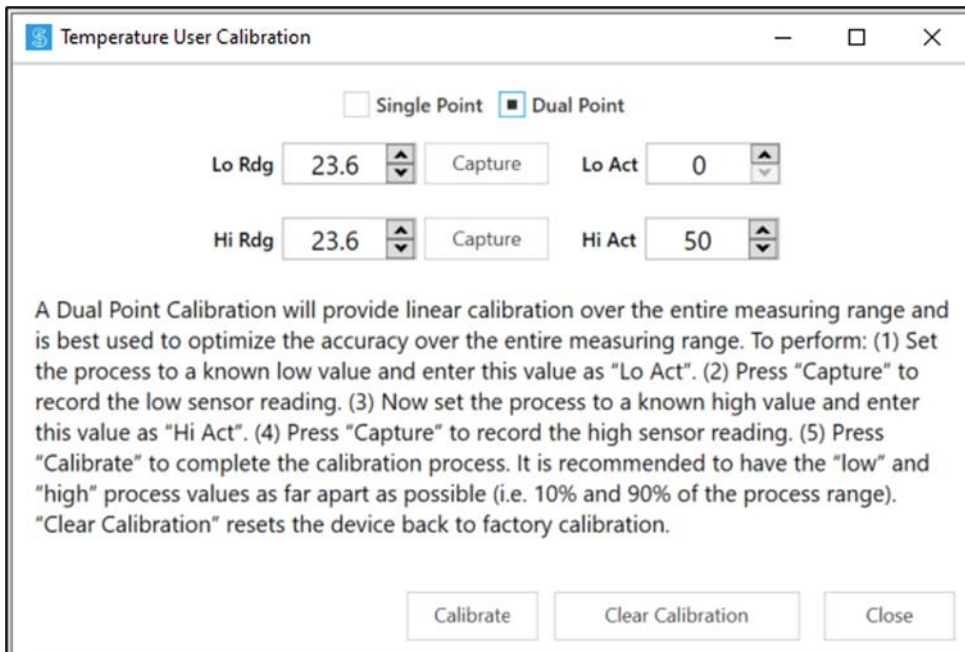 Temperature User Calibration
Single Point Dual Point
Lo Rdg 23.6 Capture Lo Act 0
Hi Rdg 23.6 Capture Hi Act 50
A Dual Point Calibration will provide linear calibration over the entire measuring range and
is best used to optimize the accuracy over the entire measuring range. To perform: (1) Set
the process to a known low value and enter this value as “Lo Act”. (2) Press “Capture” to
record the low sensor reading. (3) Now set the process to a known high value and enter
this value as “Hi Act”. (4) Press “Capture” to record the high sensor reading. (5) Press
“Calibrate” to complete the calibration process. It is recommended to have the “low” and
“high” process values as far apart as possible (i.e. 10% and 90% of the process range).
“Clear Calibration” resets the device back to factory calibration.
Calibrate Clear Calibration Close